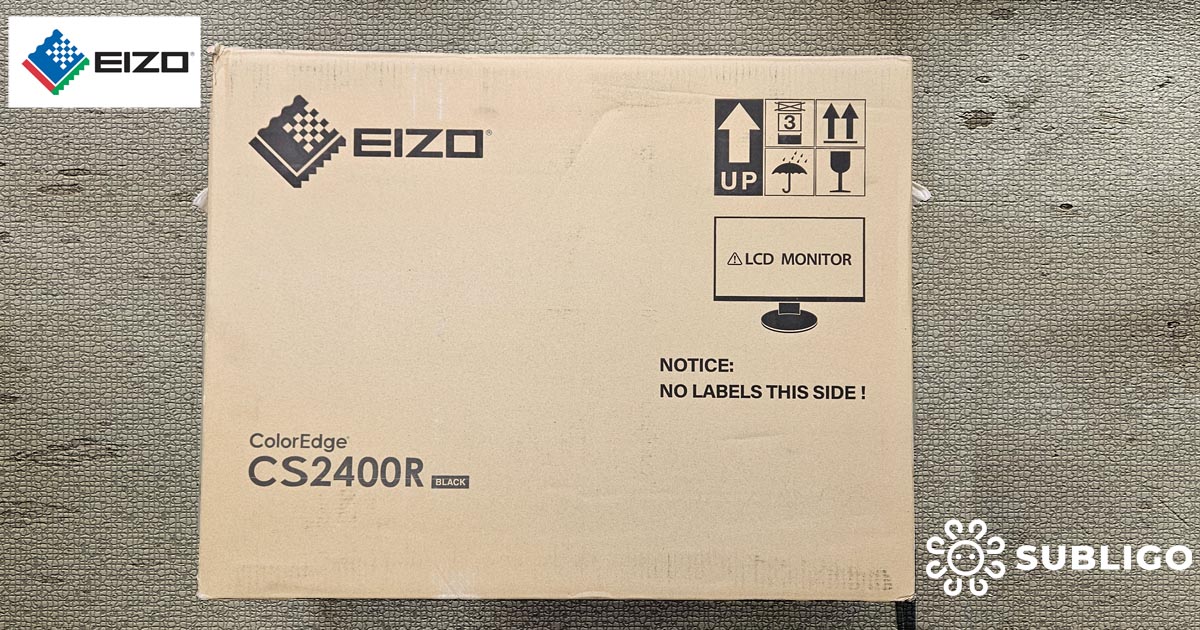 EIZO®
EIZO®
UP
3
⚠LCD MONITOR
NOTICE:
NO LABELS THIS SIDE !
ColorEdge
CS2400R BLACK
SUBLIGO